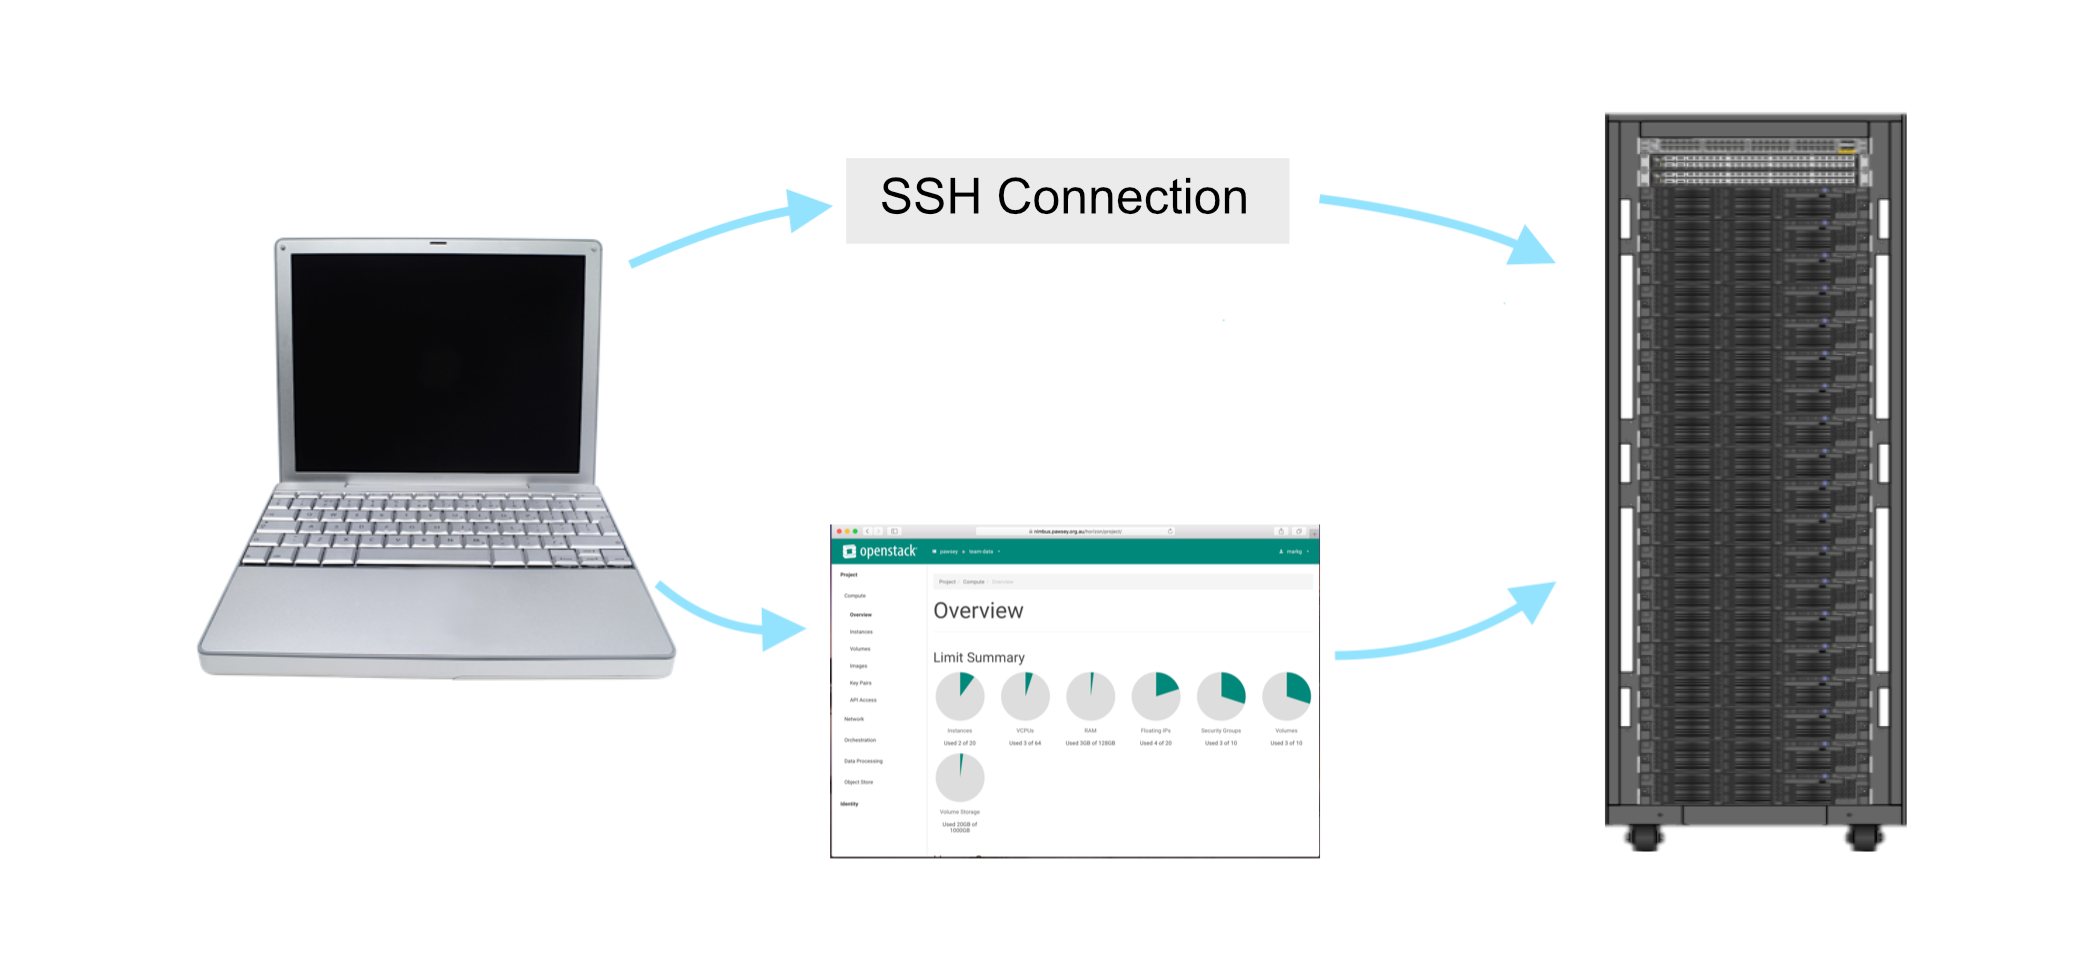 SSH Connection
nimbus.pawsey.org.au/horizon/project/
openstack
pawsey team-data
markg
Project
Compute
Overview
Instances
Volumes
Images
Key Pairs
API Access
Network
Orchestration
Data Processing
Object Store
Identity
Project / Compute / Overview
Overview
Limit Summary
Instances
Used 2 of 20
VCPUs
Used 3 of 64
RAM
Used 3GB of 128GB
Floating IPs
Used 4 of 20
Security Groups
Used 3 of 10
Volumes
Used 3 of 10
Volume Storage
Used 20GB of
1000GB